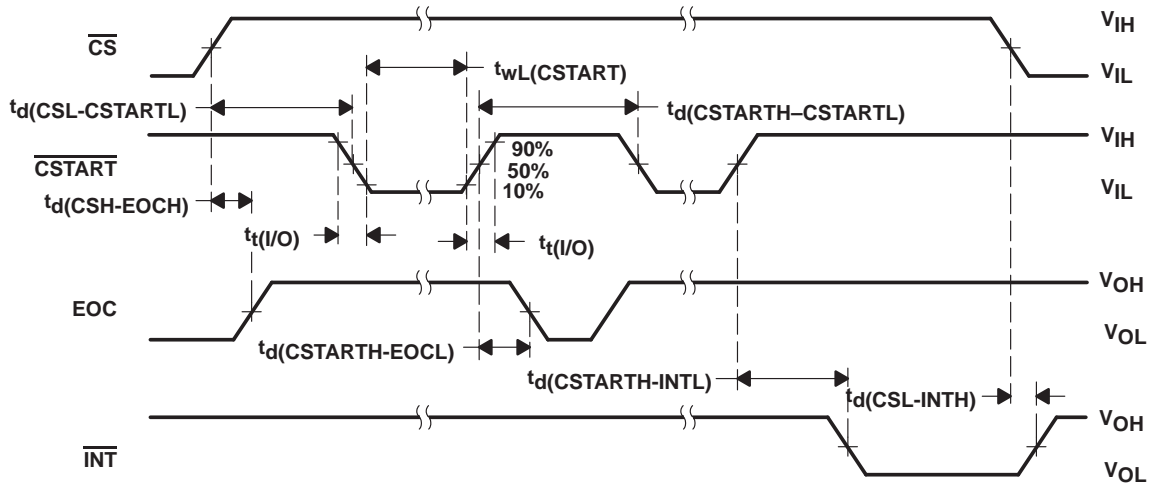 CS
VIH
VIL
twL(CSTART)
td(CSL-CSTARTL)
td(CSTARTH–CSTARTL)
CSTART
VIH
VIL
90%
50%
10%
td(CSH-EOCH)
tt(I/O)
tt(I/O)
EOC
VOH
VOL
td(CSTARTH-EOCL)
td(CSTARTH-INTL)
td(CSL-INTH)
INT
VOH
VOL